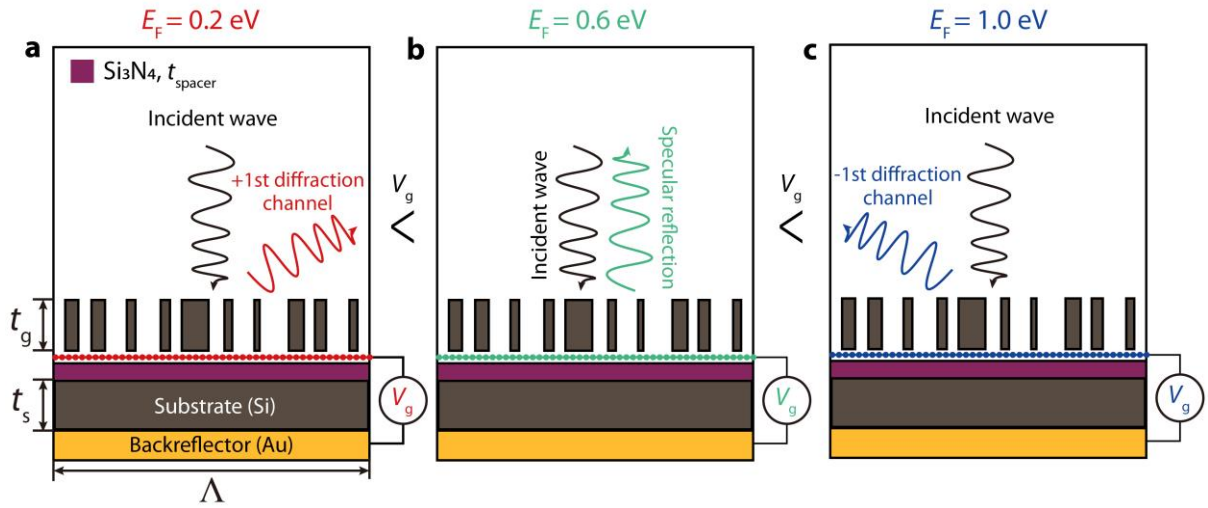 E_F = 0.2 eV
E_F = 0.6 eV
E_F = 1.0 eV
a
Si₃N₄, t_spacer
Incident wave
+1st diffraction
channel
t_g
t_s
Substrate (Si)
Backreflector (Au)
Λ
V_g
V_g
<
b
Incident wave
Specular reflection
V_g
V_g
<
c
Incident wave
-1st diffraction
channel
V_g